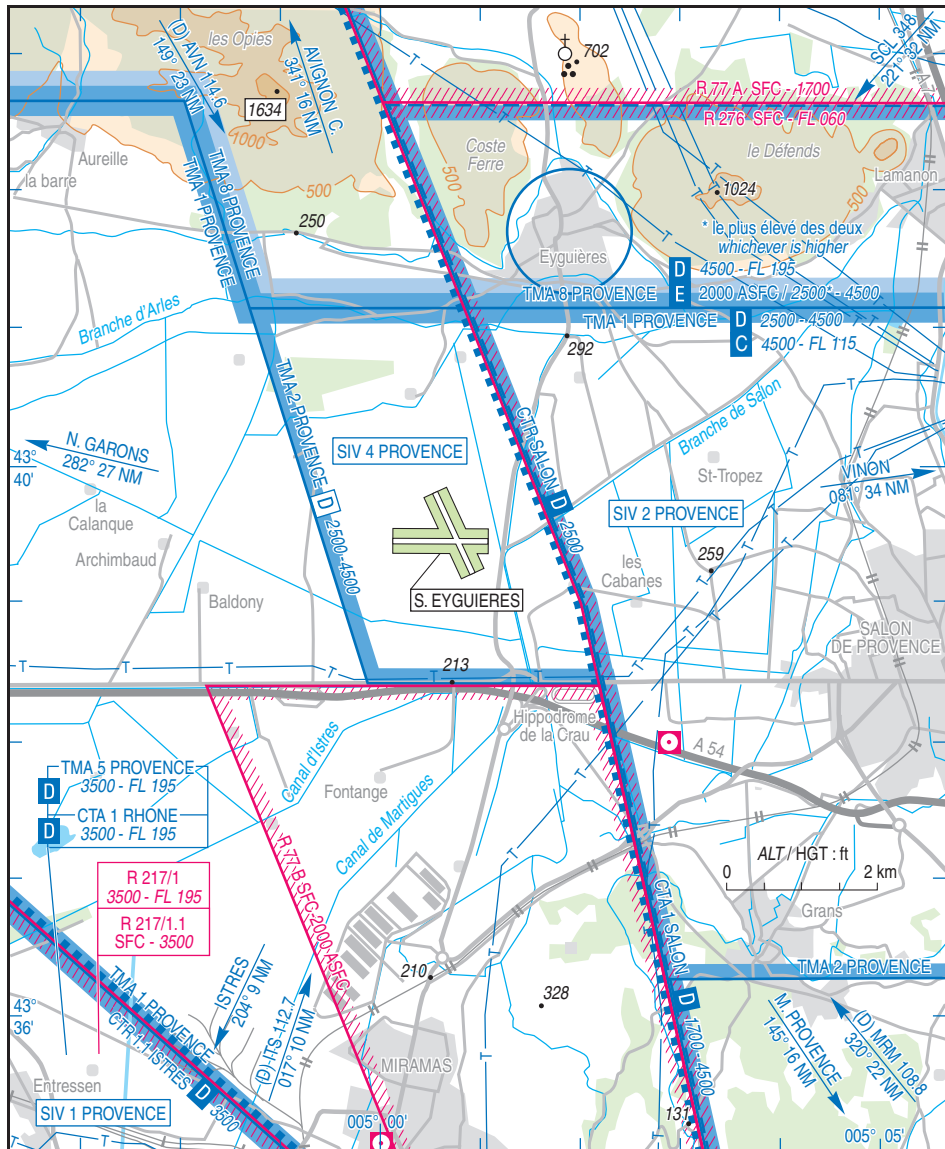 les Opies
702
(D) AVN 114.6
149° 23 NM
AVIGNON C.
341° 16 NM
SCL 348
221° 32 NM
A 7
R 77 A SFC - 1700
R 276 SFC - FL 060
1634
1000
Coste
Ferre
le Défends
Aureille
la barre
500
500
Lamanon
1024
500
TMA 8 PROVENCE
TMA 1 PROVENCE
250
* le plus élevé des deux
whichever is higher
Eyguières
D 4500 - FL 195
TMA 8 PROVENCE E 2000 ASFC / 2500* - 4500
TMA 1 PROVENCE D 2500 - 4500
C 4500 - FL 115
Branche d'Arles
292
TMA 2 PROVENCE D 2500-4500
CTR SALON D 2500
Branche de Salon
N. GARONS
282° 27 NM
43°
40'
SIV 4 PROVENCE
St-Tropez
VINON
081° 34 NM
la
Calanque
SIV 2 PROVENCE
Archimbaud
259
les
Cabanes
Baldony
S. EYGUIERES
SALON
DE PROVENCE
T
T
T
213
T
T
T
Hippodrome
de la Crau
A 54
Canal d'Istres
TMA 5 PROVENCE
D 3500 - FL 195
CTA 1 RHONE
D 3500 - FL 195
Fontange
Canal de Martigues
ALT / HGT : ft
0 2 km
R 77 B SFC-2000 ASFC
R 217/1
3500 - FL 195
R 217/1.1
SFC - 3500
CTA 1 SALON D 1700-4500
Grans
TMA 2 PROVENCE
210
328
TMA 1 PROVENCE
CTR 1.1 ISTRES D 3500
ISTRES
204° 9 NM
(D) ITS 112.7
017° 10 NM
43°
36'
M. PROVENCE
145° 16 NM
(D) MRM 108.8
320° 22 NM
MIRAMAS
Entressen
SIV 1 PROVENCE
131
005° 00'
005° 05'